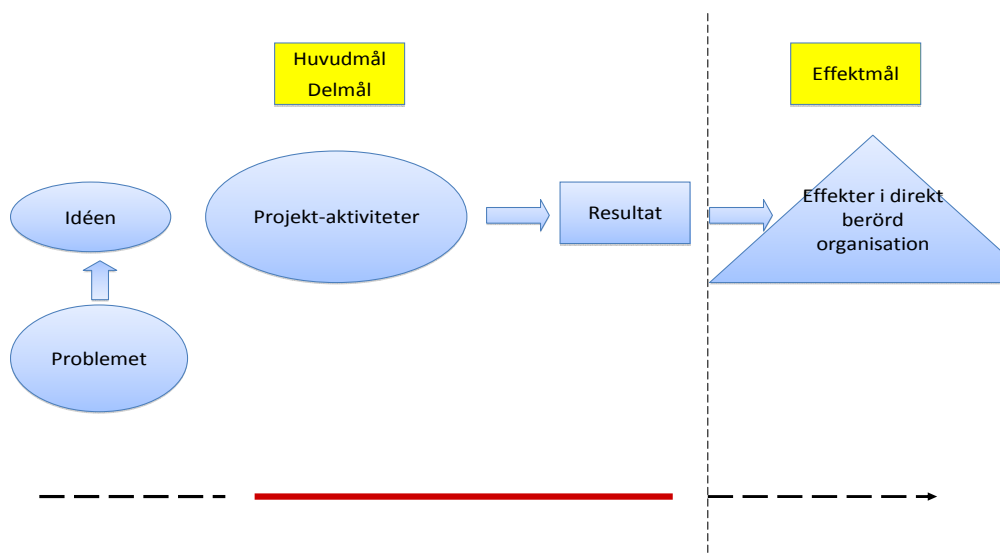 Huvudmål
Delmål
Effektmål
Idéen
Projekt-aktiviteter
Resultat
Effekter i direkt
berörd
organisation
Problemet